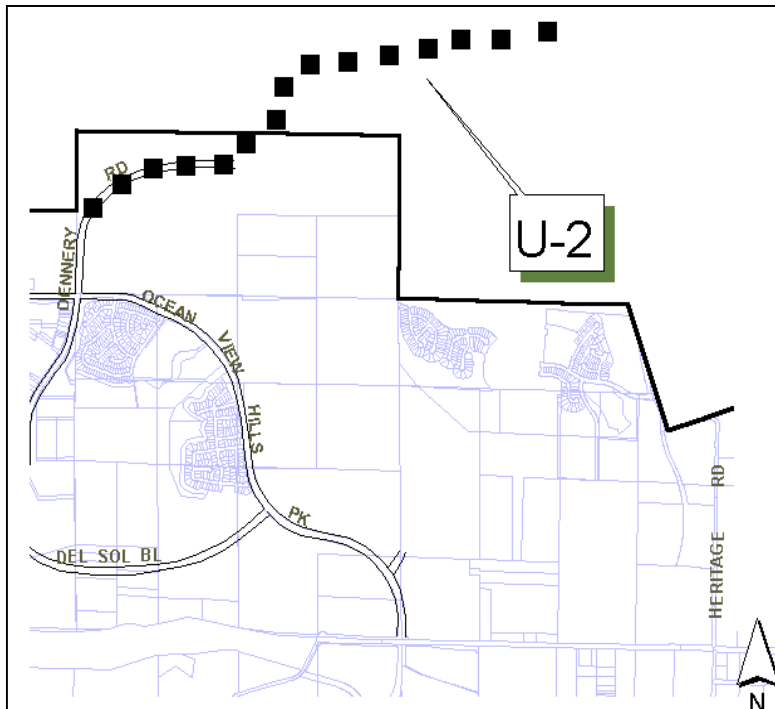 RD
DENNERY
U-2
OCEAN
VIEW
HILLS
PK
DEL SOL BL
HERITAGE RD
N